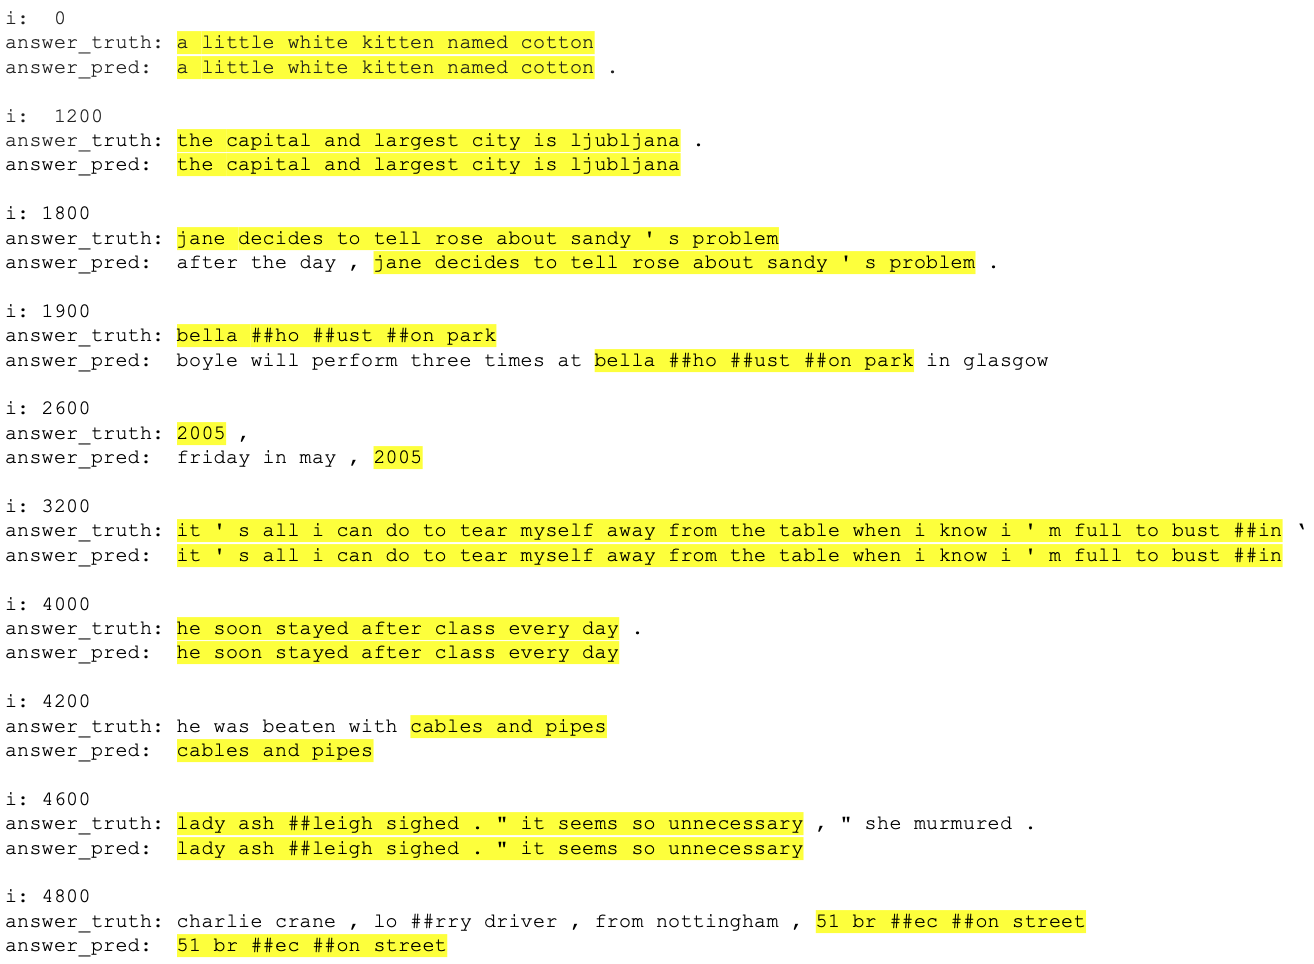 i:  0
answer_truth: a little white kitten named cotton
answer_pred:  a little white kitten named cotton .
i:  1200
answer_truth: the capital and largest city is ljubljana .
answer_pred:  the capital and largest city is ljubljana
i: 1800
answer_truth: jane decides to tell rose about sandy ' s problem
answer_pred:  after the day , jane decides to tell rose about sandy ' s problem .
i: 1900
answer_truth: bella ##ho ##ust ##on park
answer_pred:  boyle will perform three times at bella ##ho ##ust ##on park in glasgow
i: 2600
answer_truth: 2005 ,
answer_pred:  friday in may , 2005
i: 3200
answer_truth: it ' s all i can do to tear myself away from the table when i know i ' m full to bust ##in `
answer_pred:  it ' s all i can do to tear myself away from the table when i know i ' m full to bust ##in
i: 4000
answer_truth: he soon stayed after class every day .
answer_pred:  he soon stayed after class every day
i: 4200
answer_truth: he was beaten with cables and pipes
answer_pred:  cables and pipes
i: 4600
answer_truth: lady ash ##leigh sighed . " it seems so unnecessary , " she murmured .
answer_pred:  lady ash ##leigh sighed . " it seems so unnecessary
i: 4800
answer_truth: charlie crane , lo ##rry driver , from nottingham , 51 br ##ec ##on street
answer_pred:  51 br ##ec ##on street